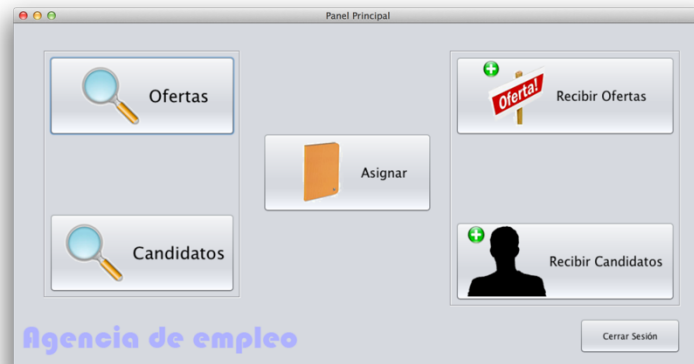 Panel Principal
Ofertas
Candidatos
Asignar
Oferta!
Recibir Ofertas
Recibir Candidatos
Agencia de empleo
Cerrar Sesión